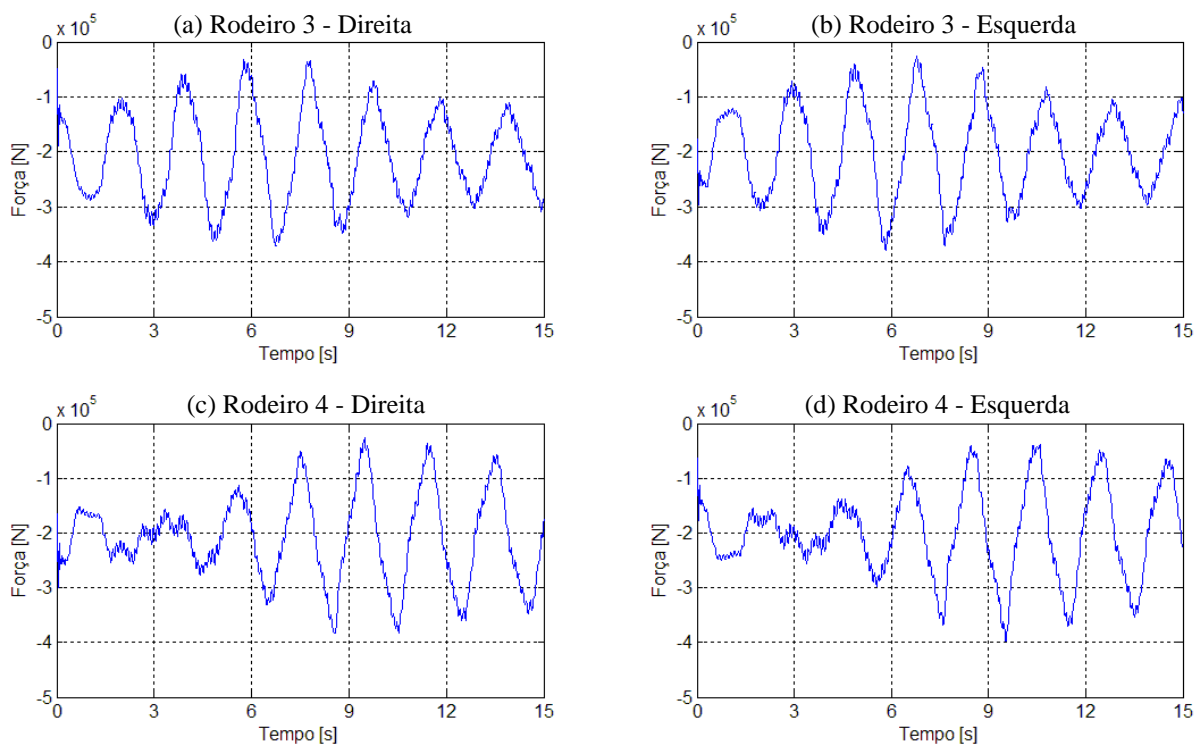 (a) Rodeiro 3 - Direita
x 10^5
0
-1
-2
-3
-4
-5
Força [N]
0 3 6 9 12 15
Tempo [s]
(b) Rodeiro 3 - Esquerda
x 10^5
0
-1
-2
-3
-4
-5
Força [N]
0 3 6 9 12 15
Tempo [s]
(c) Rodeiro 4 - Direita
x 10^5
0
-1
-2
-3
-4
-5
Força [N]
0 3 6 9 12 15
Tempo [s]
(d) Rodeiro 4 - Esquerda
x 10^5
0
-1
-2
-3
-4
-5
Força [N]
0 3 6 9 12 15
Tempo [s]